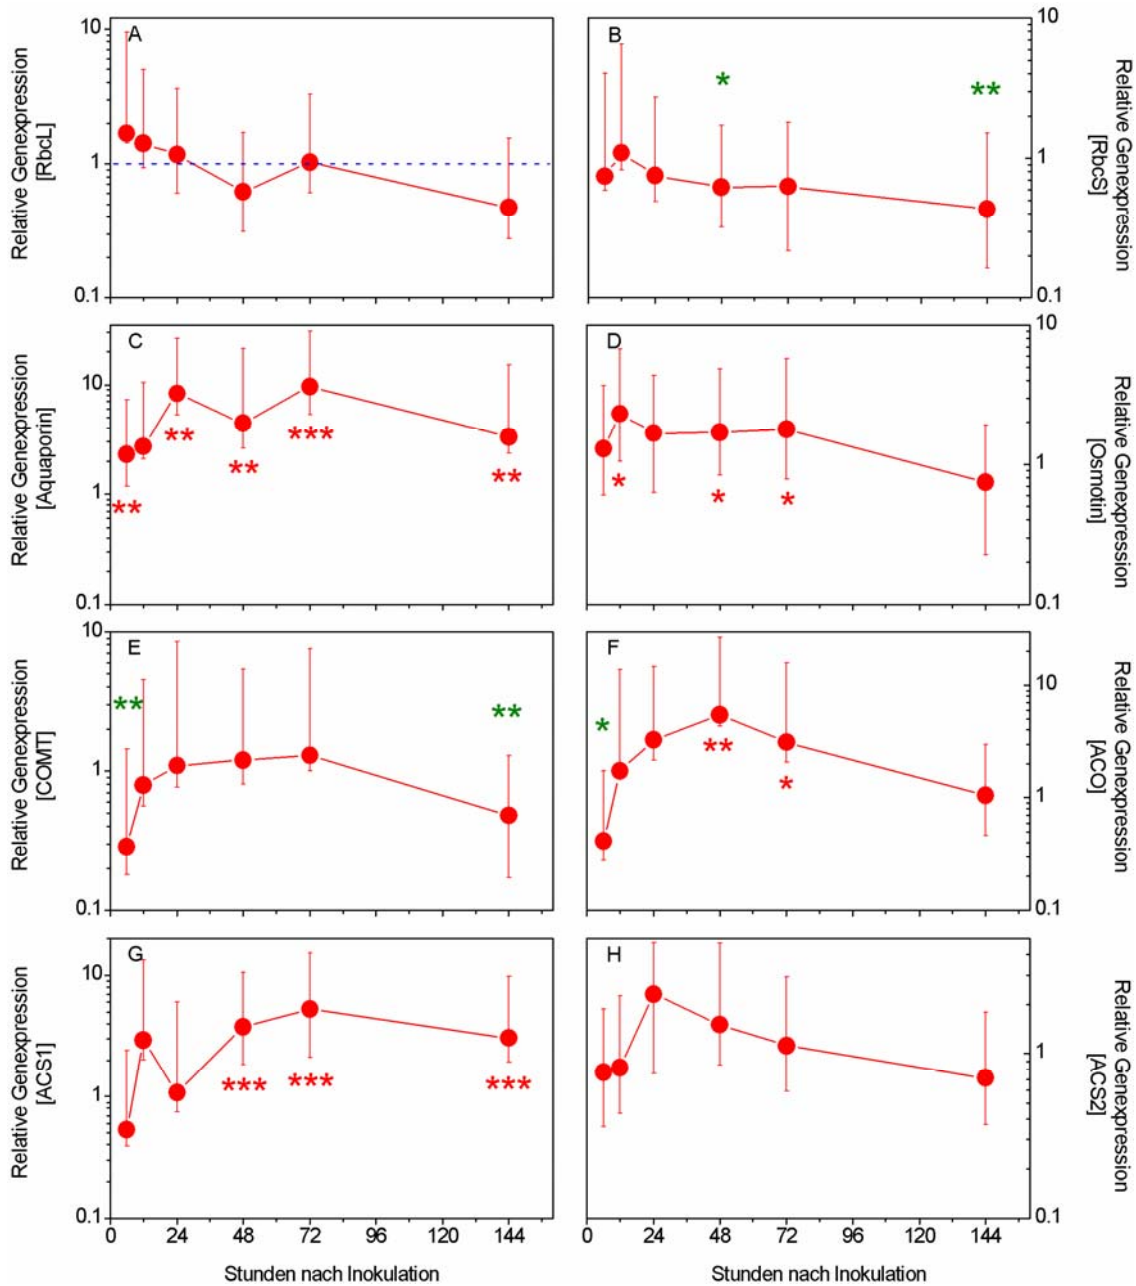 10
A
1
0.1
Relative Genexpression
[RbcL]
B
*
**
10
1
0.1
Relative Genexpression
[RbcS]
C
10
1
0.1
**
**
**
***
**
Relative Genexpression
[Aquaporin]
D
*
*
*
10
1
0.1
Relative Genexpression
[Osmotin]
E
10
1
0.1
**
**
Relative Genexpression
[COMT]
F
*
**
*
10
1
0.1
Relative Genexpression
[ACO]
G
10
1
0.1
***
***
***
Relative Genexpression
[ACS1]
H
1
0.1
Relative Genexpression
[ACS2]
0 24 48 72 96 120 144
0 24 48 72 96 120 144
Stunden nach Inokulation
Stunden nach Inokulation